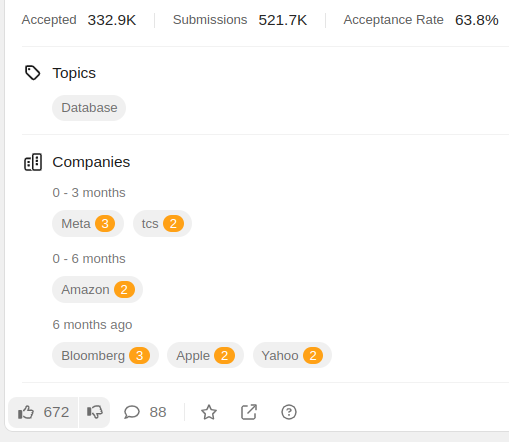 Accepted 332.9K Submissions 521.7K Acceptance Rate 63.8%
Topics
Database
Companies
0 - 3 months
Meta 3 tcs 2
0 - 6 months
Amazon 2
6 months ago
Bloomberg 3 Apple 2 Yahoo 2
672 88